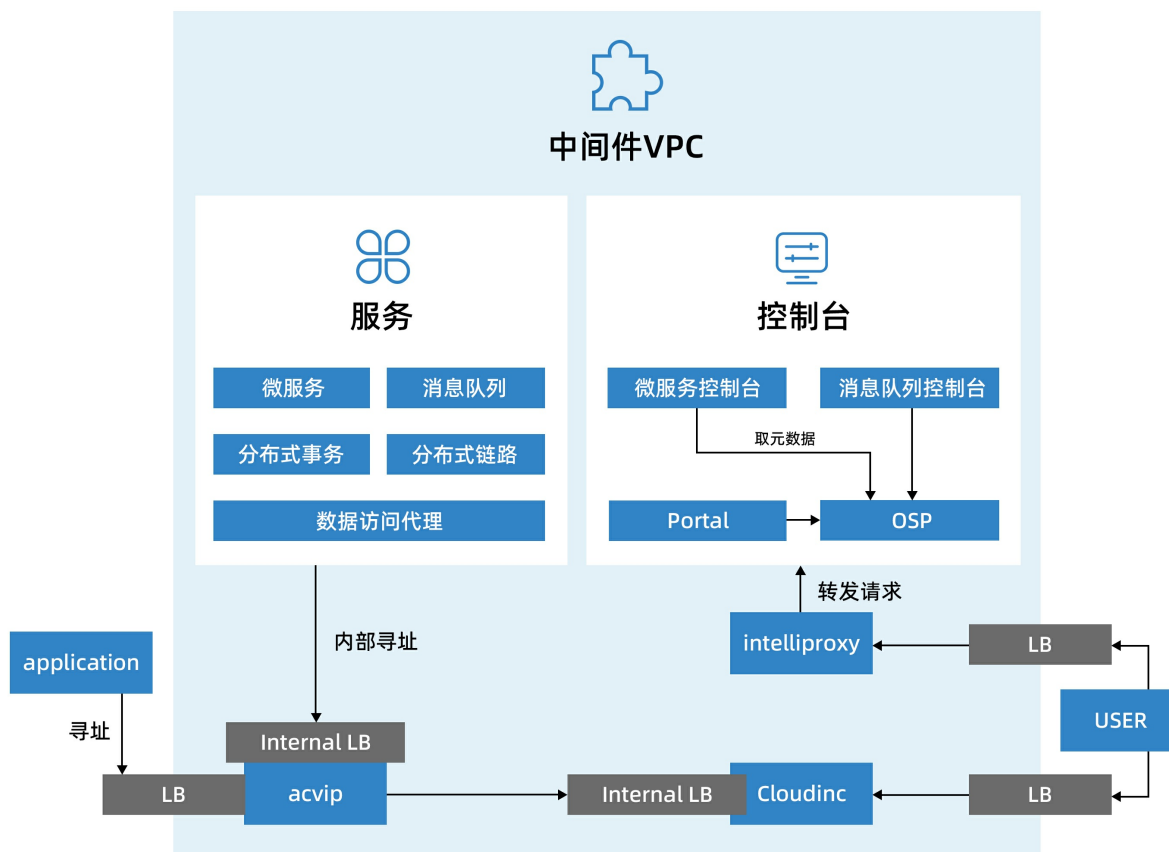 中间件VPC
服务
微服务
消息队列
分布式事务
分布式链路
数据访问代理
控制台
微服务控制台
消息队列控制台
取元数据
Portal
OSP
转发请求
intelliproxy
LB
USER
内部寻址
application
寻址
Internal LB
LB
acvip
Internal LB
Cloudinc
LB